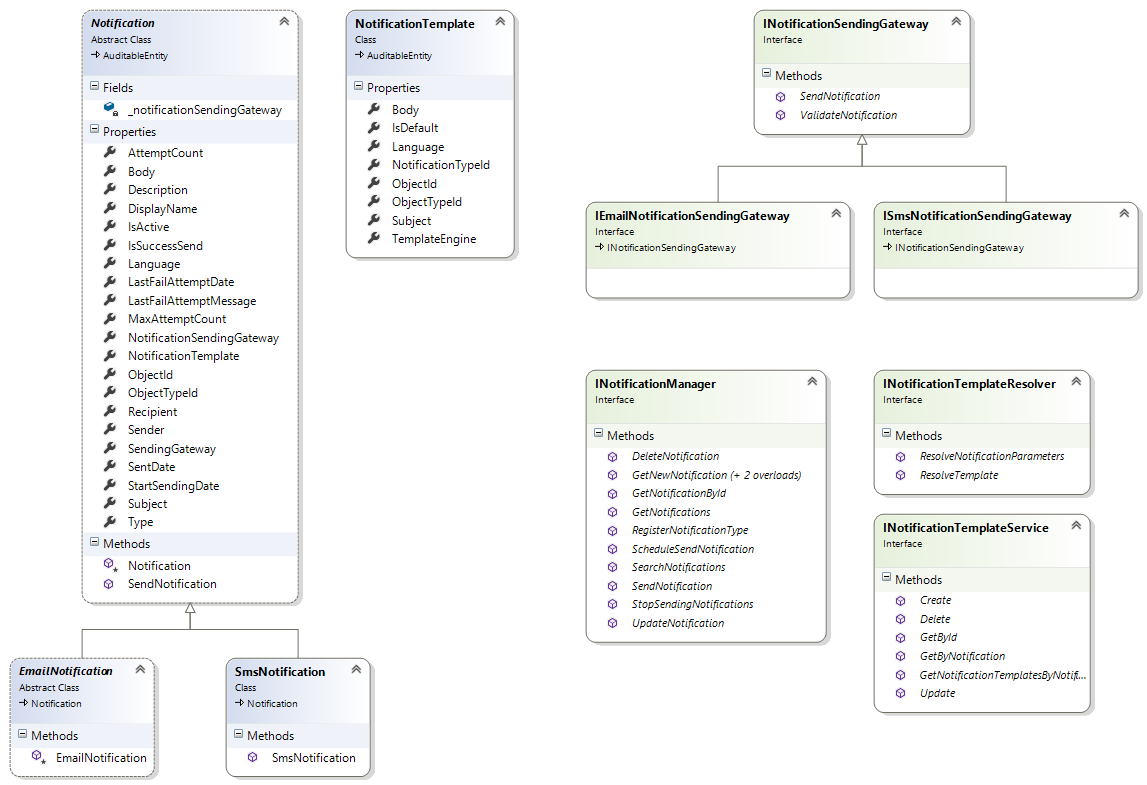 Notification
Abstract Class
AuditableEntity
Fields
_notificationSendingGateway
Properties
AttemptCount
Body
Description
DisplayName
IsActive
IsSuccessSend
Language
LastFailAttemptDate
LastFailAttemptMessage
MaxAttemptCount
NotificationSendingGateway
NotificationTemplate
ObjectId
ObjectTypeId
Recipient
Sender
SendingGateway
SentDate
StartSendingDate
Subject
Type
Methods
Notification
SendNotification
EmailNotification
Abstract Class
Notification
Methods
EmailNotification
SmsNotification
Class
Notification
Methods
SmsNotification
NotificationTemplate
Class
AuditableEntity
Properties
Body
IsDefault
Language
NotificationTypeId
ObjectId
ObjectTypeId
Subject
TemplateEngine
INotificationSendingGateway
Interface
Methods
SendNotification
ValidateNotification
IEmailNotificationSendingGateway
Interface
INotificationSendingGateway
ISmsNotificationSendingGateway
Interface
INotificationSendingGateway
INotificationManager
Interface
Methods
DeleteNotification
GetNewNotification (+ 2 overloads)
GetNotificationById
GetNotifications
RegisterNotificationType
ScheduleSendNotification
SearchNotifications
SendNotification
StopSendingNotifications
UpdateNotification
INotificationTemplateResolver
Interface
Methods
ResolveNotificationParameters
ResolveTemplate
INotificationTemplateService
Interface
Methods
Create
Delete
GetById
GetByNotification
GetNotificationTemplatesByNotif...
Update